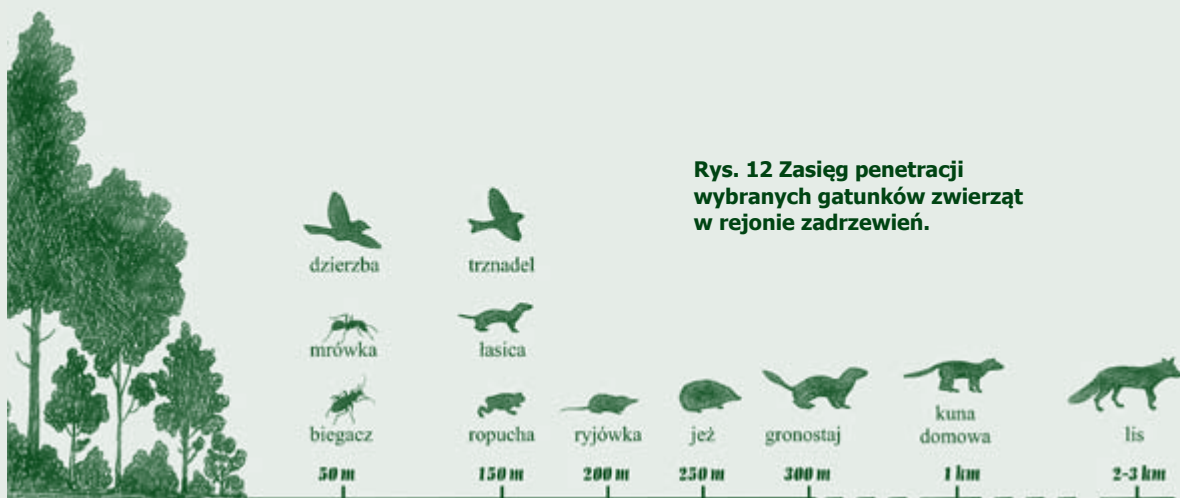 Rys. 12 Zasięg penetracji
wybranych gatunków zwierząt
w rejonie zadrzewień.
dzierzba
trznadel
mrówka
łasica
biegacz
ropucha
ryjówka
jeż
gronostaj
kuna
domowa
lis
50 m
150 m
200 m
250 m
300 m
1 km
2-3 km